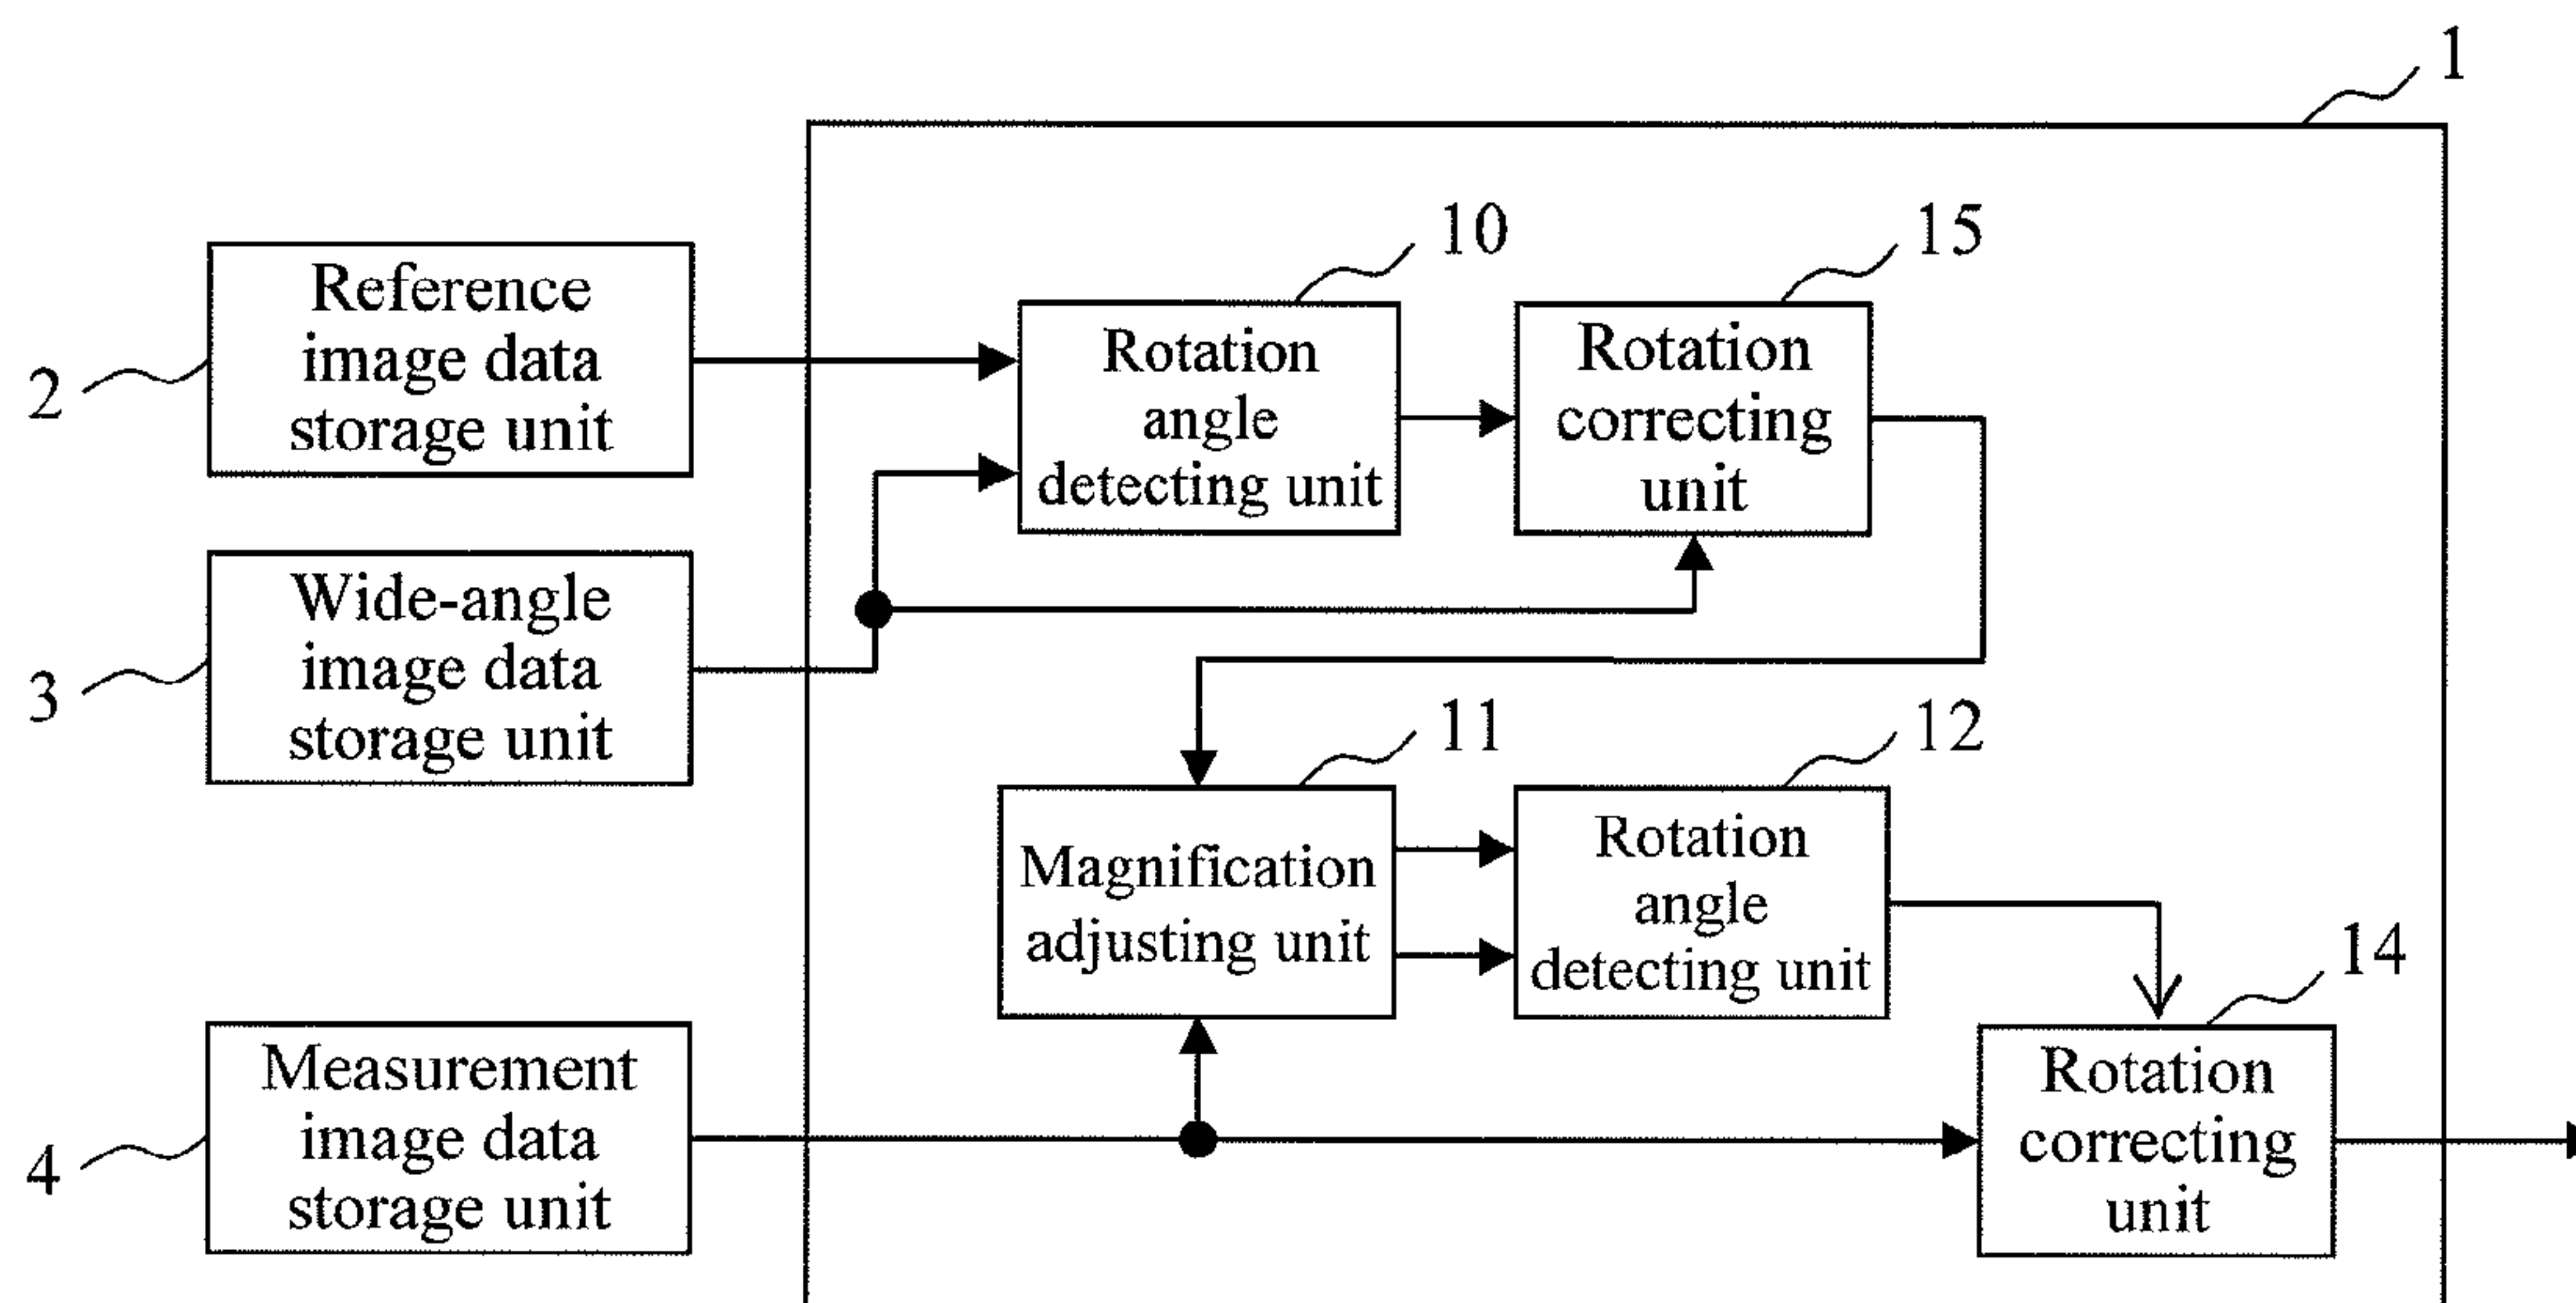 1
10
15
Reference
image data
storage unit
2
Rotation
angle
detecting unit
Rotation
correcting
unit
Wide-angle
image data
storage unit
3
11
12
Magnification
adjusting unit
Rotation
angle
detecting unit
14
Measurement
image data
storage unit
4
Rotation
correcting
unit